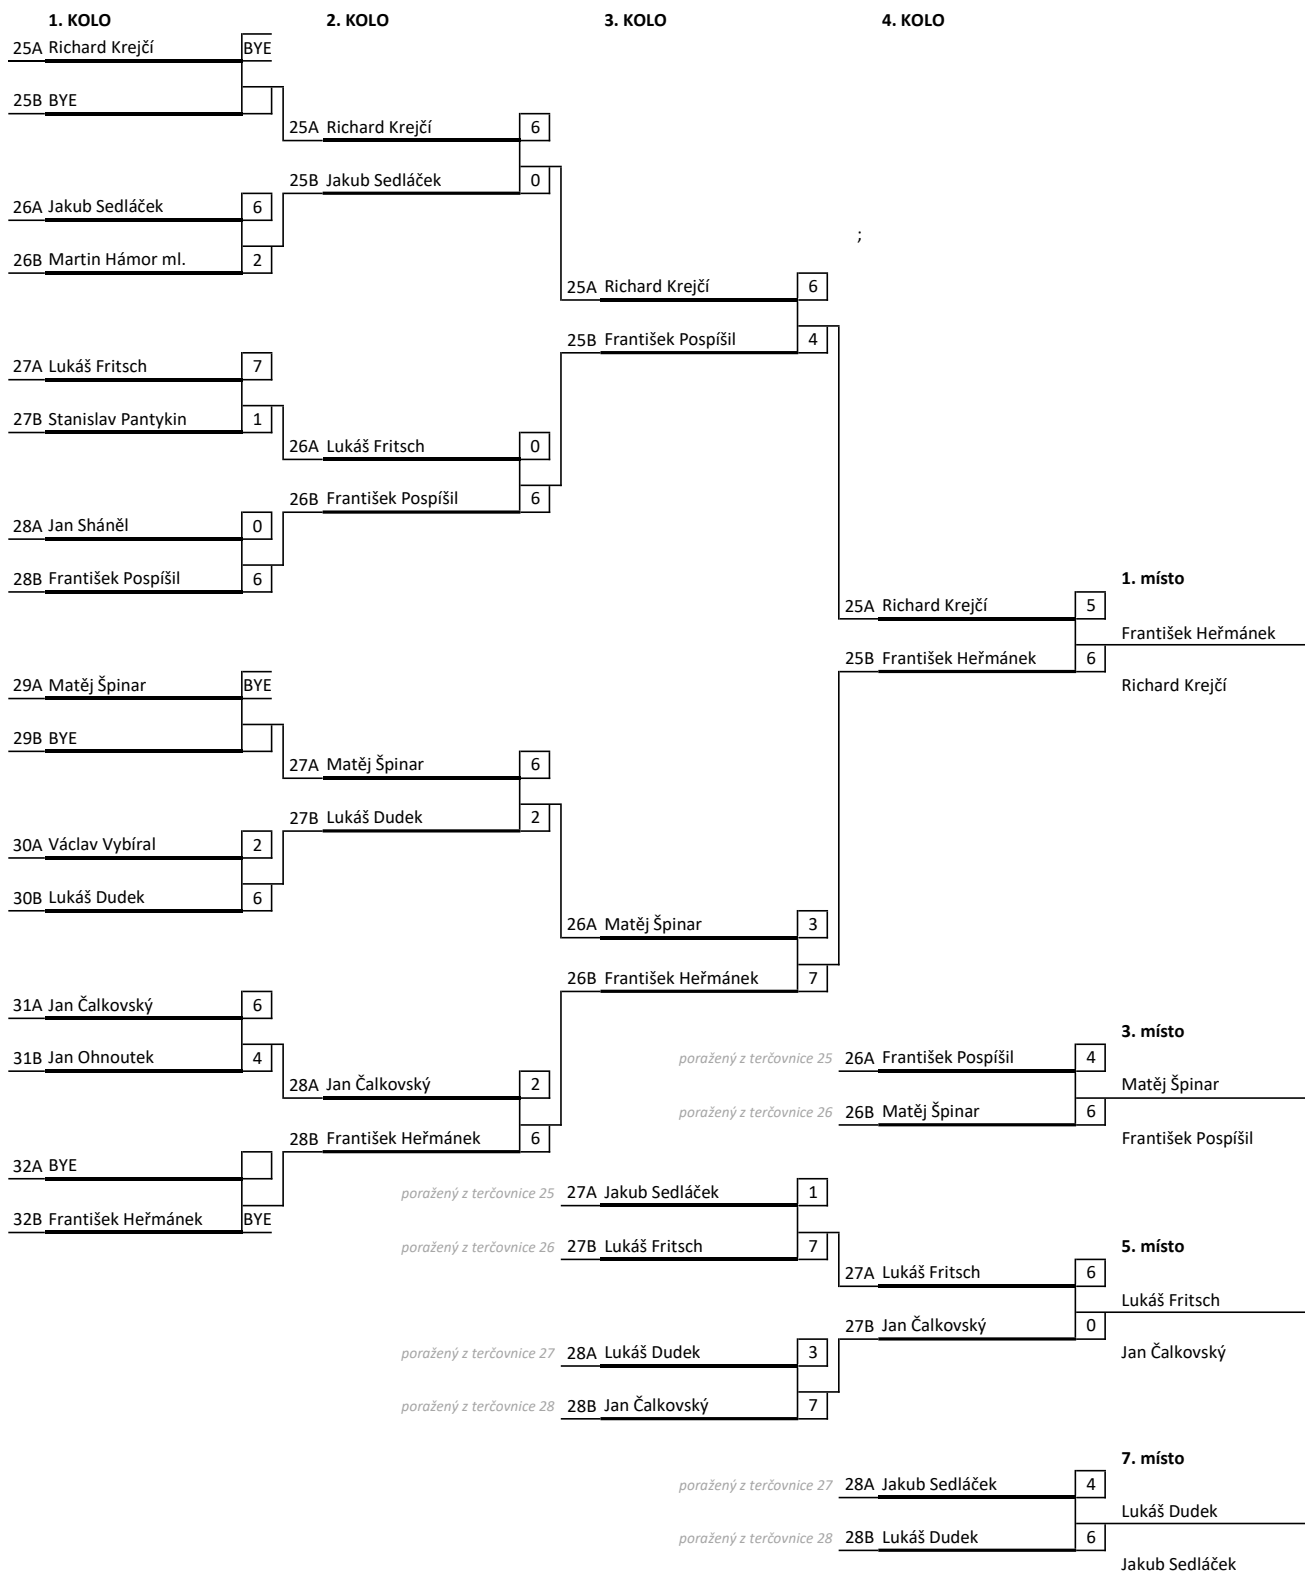 1. KOLO 2. KOLO 3. KOLO 4. KOLO
25A Richard Krejčí BYE
25B BYE
25A Richard Krejčí 6
25B Jakub Sedláček 0
26A Jakub Sedláček 6
26B Martin Hámor ml. 2
;
25A Richard Krejčí 6
25B František Pospíšil 4
27A Lukáš Fritsch 7
27B Stanislav Pantykin 1
26A Lukáš Fritsch 0
26B František Pospíšil 6
28A Jan Sháněl 0
28B František Pospíšil 6
1. místo
25A Richard Krejčí 5
František Heřmánek
25B František Heřmánek 6
Richard Krejčí
29A Matěj Špinar BYE
29B BYE
27A Matěj Špinar 6
27B Lukáš Dudek 2
30A Václav Vybíral 2
30B Lukáš Dudek 6
26A Matěj Špinar 3
26B František Heřmánek 7
31A Jan Čalkovský 6
31B Jan Ohnoutek 4
3. místo
poražený z terčovnice 25 26A František Pospíšil 4
Matěj Špinar
poražený z terčovnice 26 26B Matěj Špinar 6
František Pospíšil
28A Jan Čalkovský 2
28B František Heřmánek 6
32A BYE
32B František Heřmánek BYE
poražený z terčovnice 25 27A Jakub Sedláček 1
poražený z terčovnice 26 27B Lukáš Fritsch 7
5. místo
27A Lukáš Fritsch 6
Lukáš Fritsch
27B Jan Čalkovský 0
Jan Čalkovský
poražený z terčovnice 27 28A Lukáš Dudek 3
poražený z terčovnice 28 28B Jan Čalkovský 7
7. místo
poražený z terčovnice 27 28A Jakub Sedláček 4
Lukáš Dudek
poražený z terčovnice 28 28B Lukáš Dudek 6
Jakub Sedláček